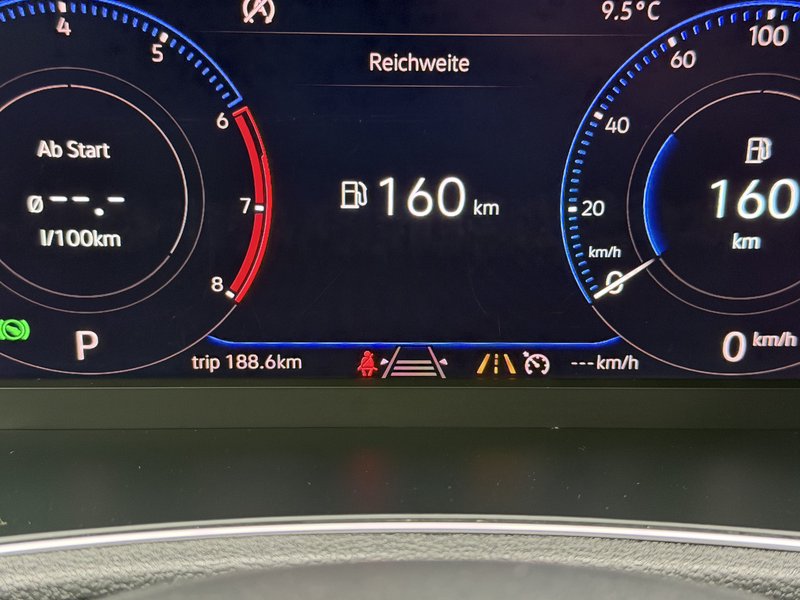 9.5°C
4
5
6
7
8
Ab Start
ø --.-
l/100km
P
Reichweite
160 km
100
60
40
20
km/h
0
160
km
0 km/h
trip 188.6km
--- km/h